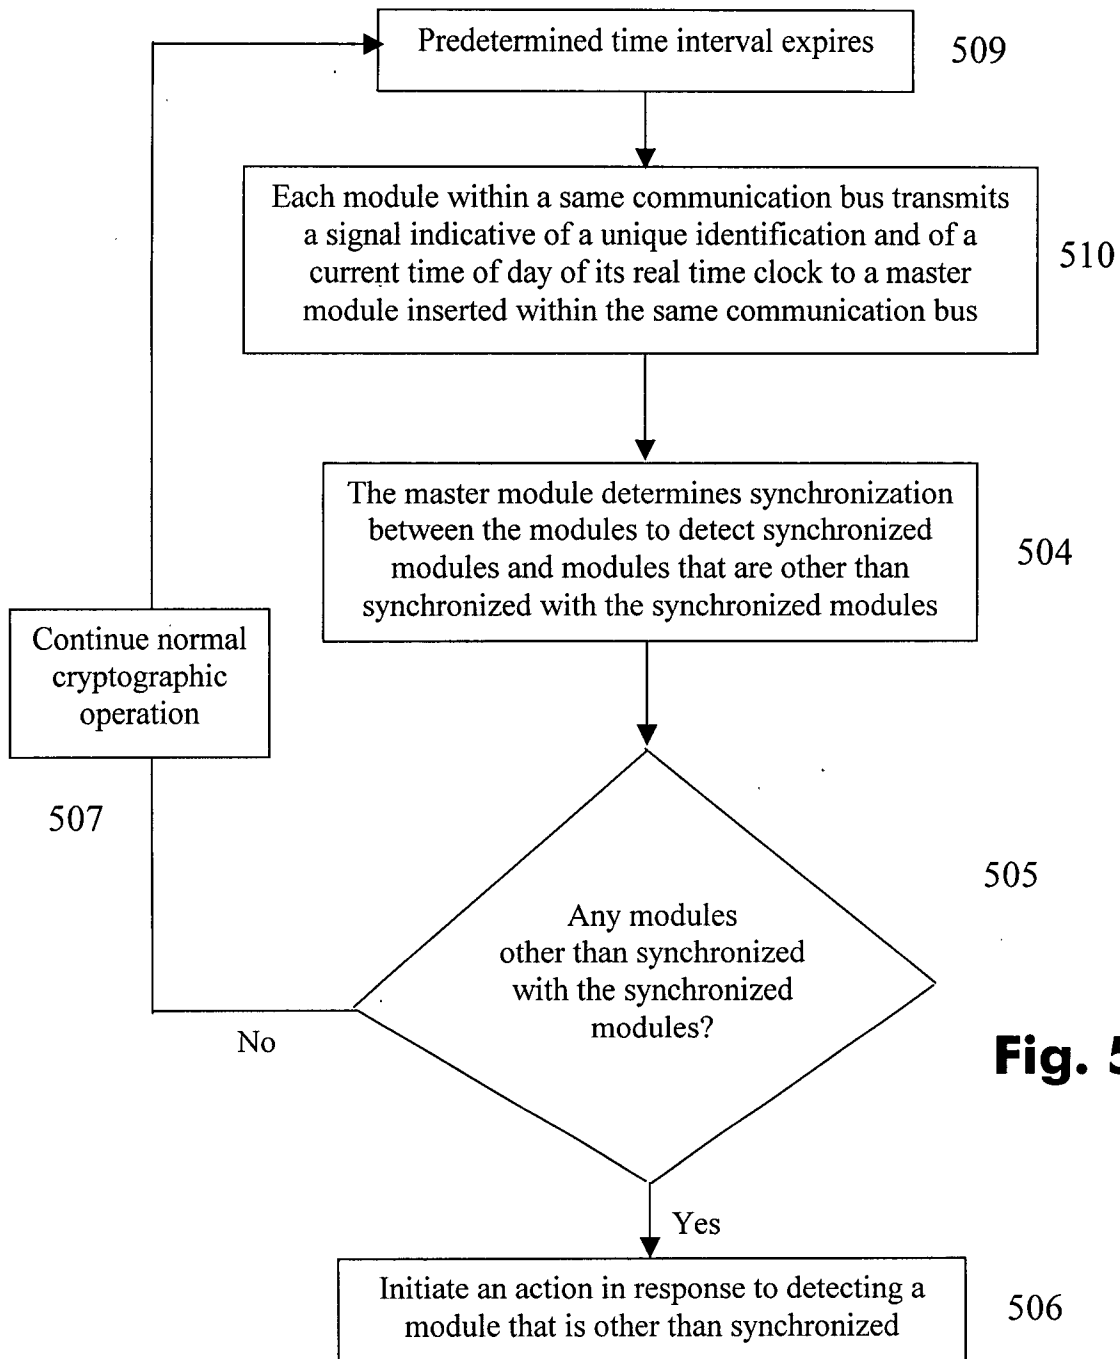 Predetermined time interval expires
509
Each module within a same communication bus transmits
a signal indicative of a unique identification and of a
current time of day of its real time clock to a master
module inserted within the same communication bus
510
The master module determines synchronization
between the modules to detect synchronized
modules and modules that are other than
synchronized with the synchronized modules
504
Continue normal
cryptographic
operation
507
505
Any modules
other than synchronized
with the synchronized
modules?
No
Fig. 5
Yes
Initiate an action in response to detecting a
module that is other than synchronized
506